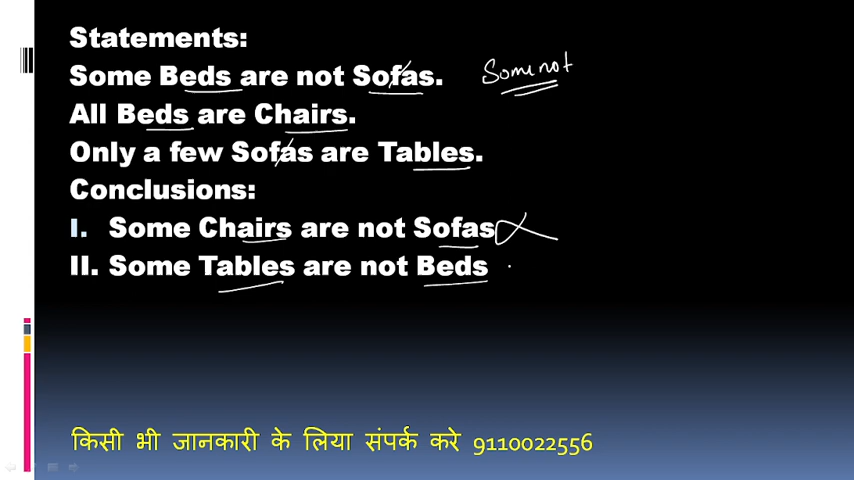 Statements:
Some Beds are not Sofas. Some not
All Beds are Chairs.
Only a few Sofas are Tables.
Conclusions:
I. Some Chairs are not Sofas
II. Some Tables are not Beds
किसी भी जानकारी के लिया संपर्क करे 9110022556